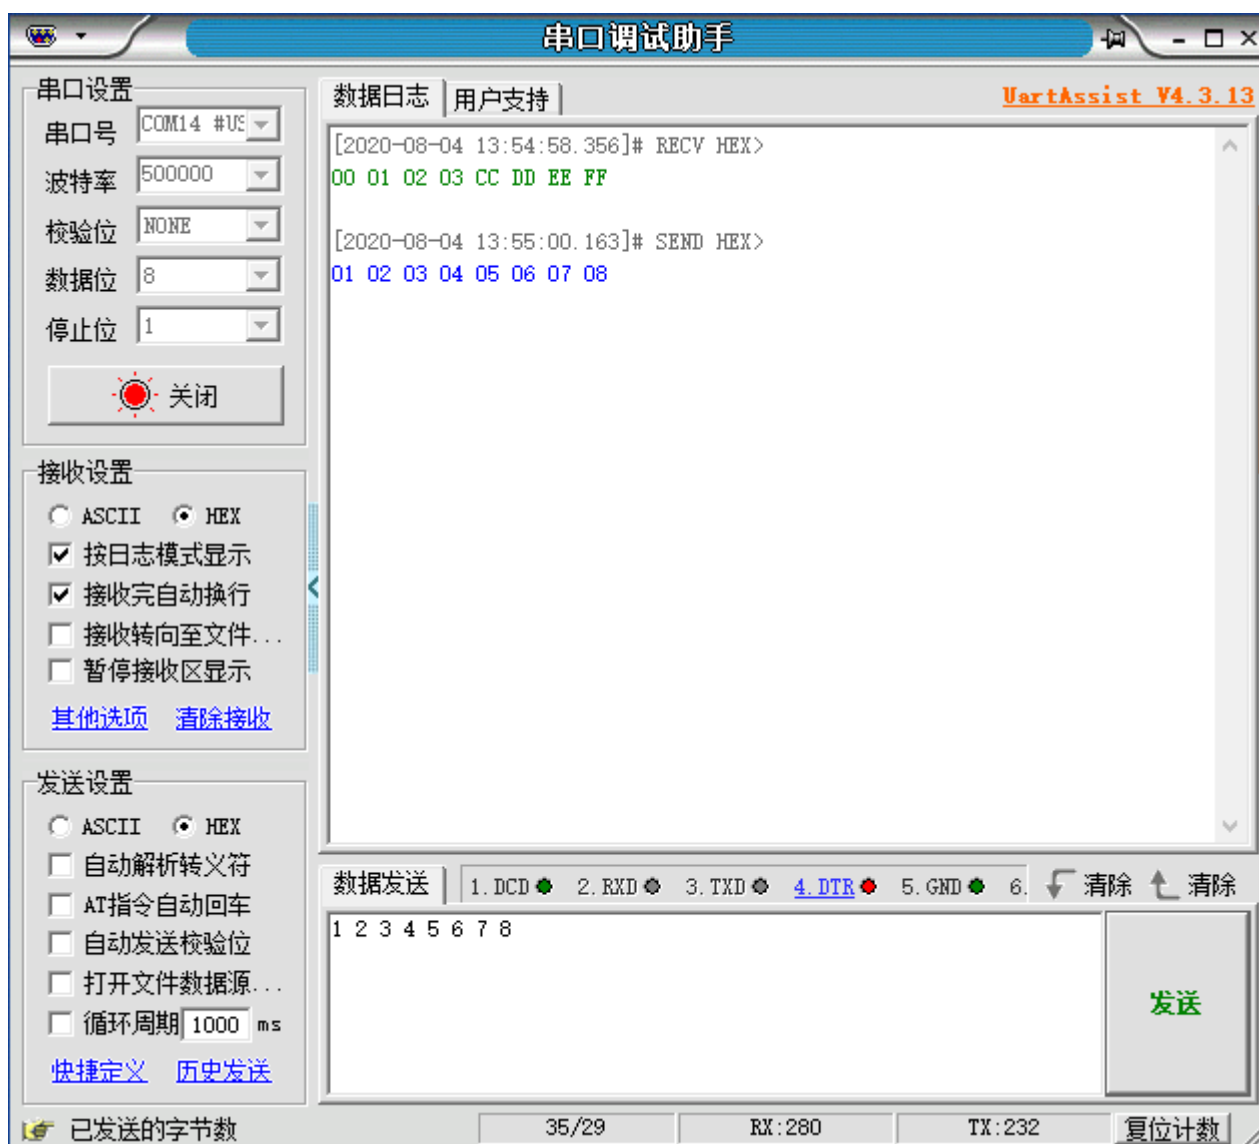 串口调试助手
串口设置
串口号 COM14 #US
波特率 500000
校验位 NONE
数据位 8
停止位 1
关闭
接收设置
ASCII HEX
按日志模式显示
接收完自动换行
接收转向至文件...
暂停接收区显示
其他选项 清除接收
发送设置
ASCII HEX
自动解析转义符
AT指令自动回车
自动发送校验位
打开文件数据源...
循环周期 1000 ms
快捷定义 历史发送
数据日志 用户支持 UartAssist V4.3.13
[2020-08-04 13:54:58.356]# RECV HEX>
00 01 02 03 CC DD EE FF
[2020-08-04 13:55:00.163]# SEND HEX>
01 02 03 04 05 06 07 08
数据发送 1.DCD 2.RXD 3.TXD 4.DTR 5.GND 6. 清除 清除
1 2 3 4 5 6 7 8
发送
已发送的字节数 35/29 RX:280 TX:232 复位计数